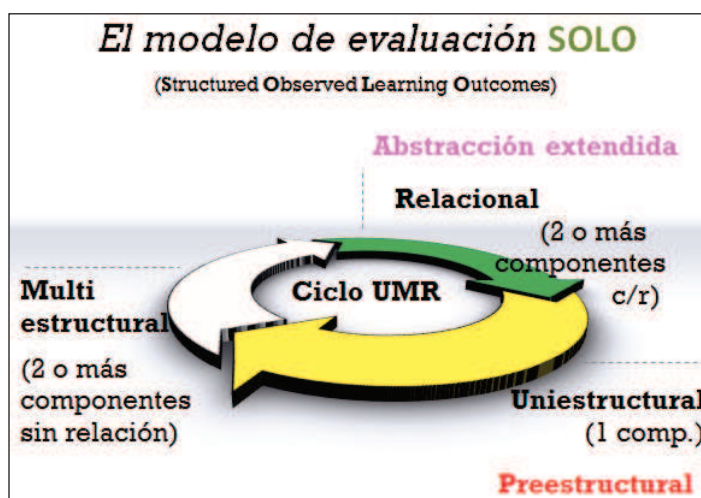 El modelo de evaluación SOLO
(Structured Observed Learning Outcomes)
Abstracción extendida
Relacional
(2 o más
componentes
c/r)
Ciclo UMR
Multi
estructural
(2 o más
componentes
sin relación)
Uniestructural
(1 comp.)
Preestructural